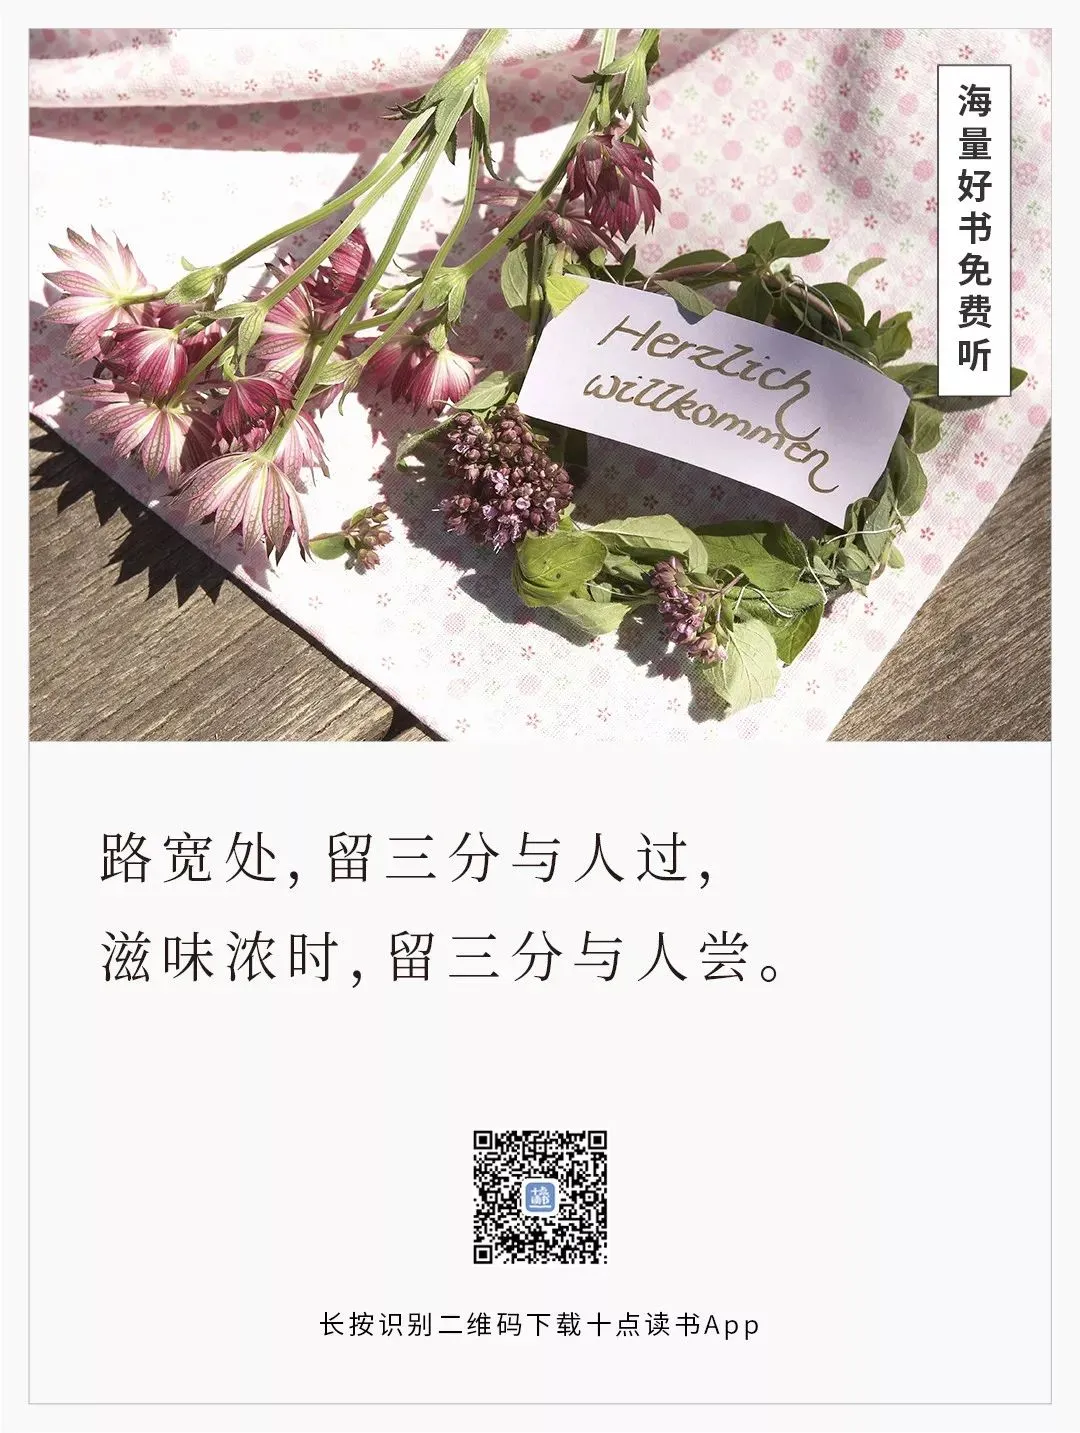 海量好书免费听
Herzlich
willkommen
路宽处，留三分与人过，
滋味浓时，留三分与人尝。
长按识别二维码下载十点读书App